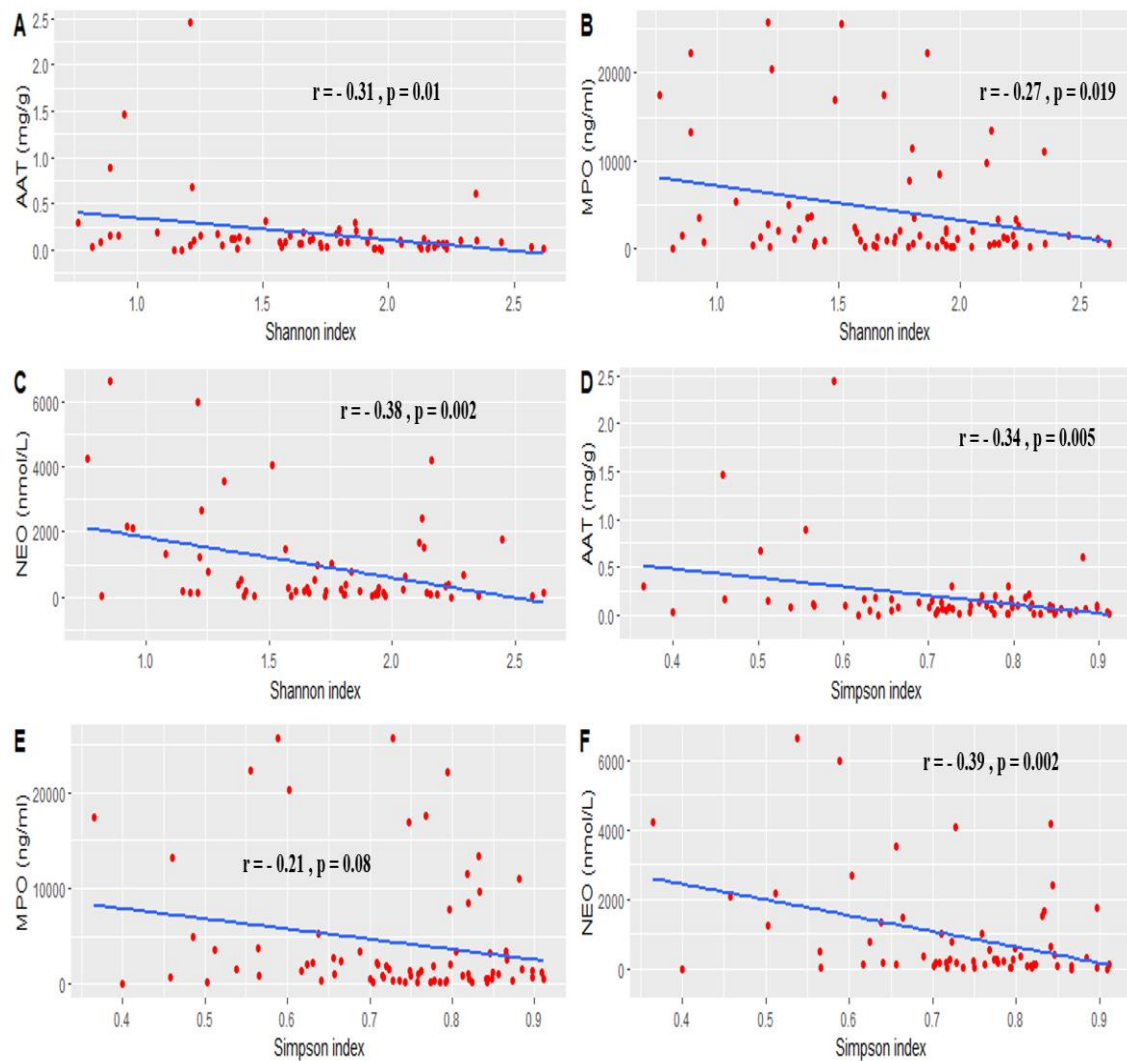 A
AAT (mg/g)
2.5
2.0
1.5
1.0
0.5
0.0
r = - 0.31 , p = 0.01
1.0 1.5 2.0 2.5
Shannon index
B
MPO (ng/ml)
20000
10000
0
r = - 0.27 , p = 0.019
1.0 1.5 2.0 2.5
Shannon index
C
NEO (nmol/L)
6000
4000
2000
0
r = - 0.38 , p = 0.002
1.0 1.5 2.0 2.5
Shannon index
D
AAT (mg/g)
2.5
2.0
1.5
1.0
0.5
0.0
r = - 0.34 , p = 0.005
0.4 0.5 0.6 0.7 0.8 0.9
Simpson index
E
MPO (ng/ml)
20000
10000
0
r = - 0.21 , p = 0.08
0.4 0.5 0.6 0.7 0.8 0.9
Simpson index
F
NEO (nmol/L)
6000
4000
2000
0
r = - 0.39 , p = 0.002
0.4 0.5 0.6 0.7 0.8 0.9
Simpson index